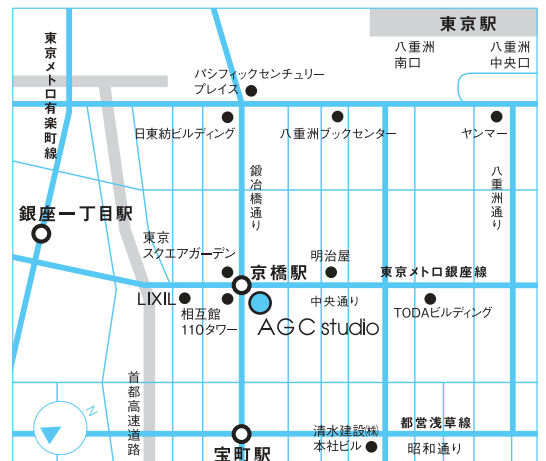 東京駅
八重洲
南口
八重洲
中央口
東京メトロ有楽町線
パシフィックセンチュリー
プレイス
日東紡ビルディング
八重洲ブックセンター
ヤンマー
鍛冶橋通り
八重洲通り
銀座一丁目駅
東京
スクエアガーデン
京橋駅
明治屋
東京メトロ銀座線
LIXIL
相互館
110タワー
中央通り
TODAビルディング
AGC studio
首都高速道路
N
都営浅草線
清水建設㈱
本社ビル
昭和通り
宝町駅